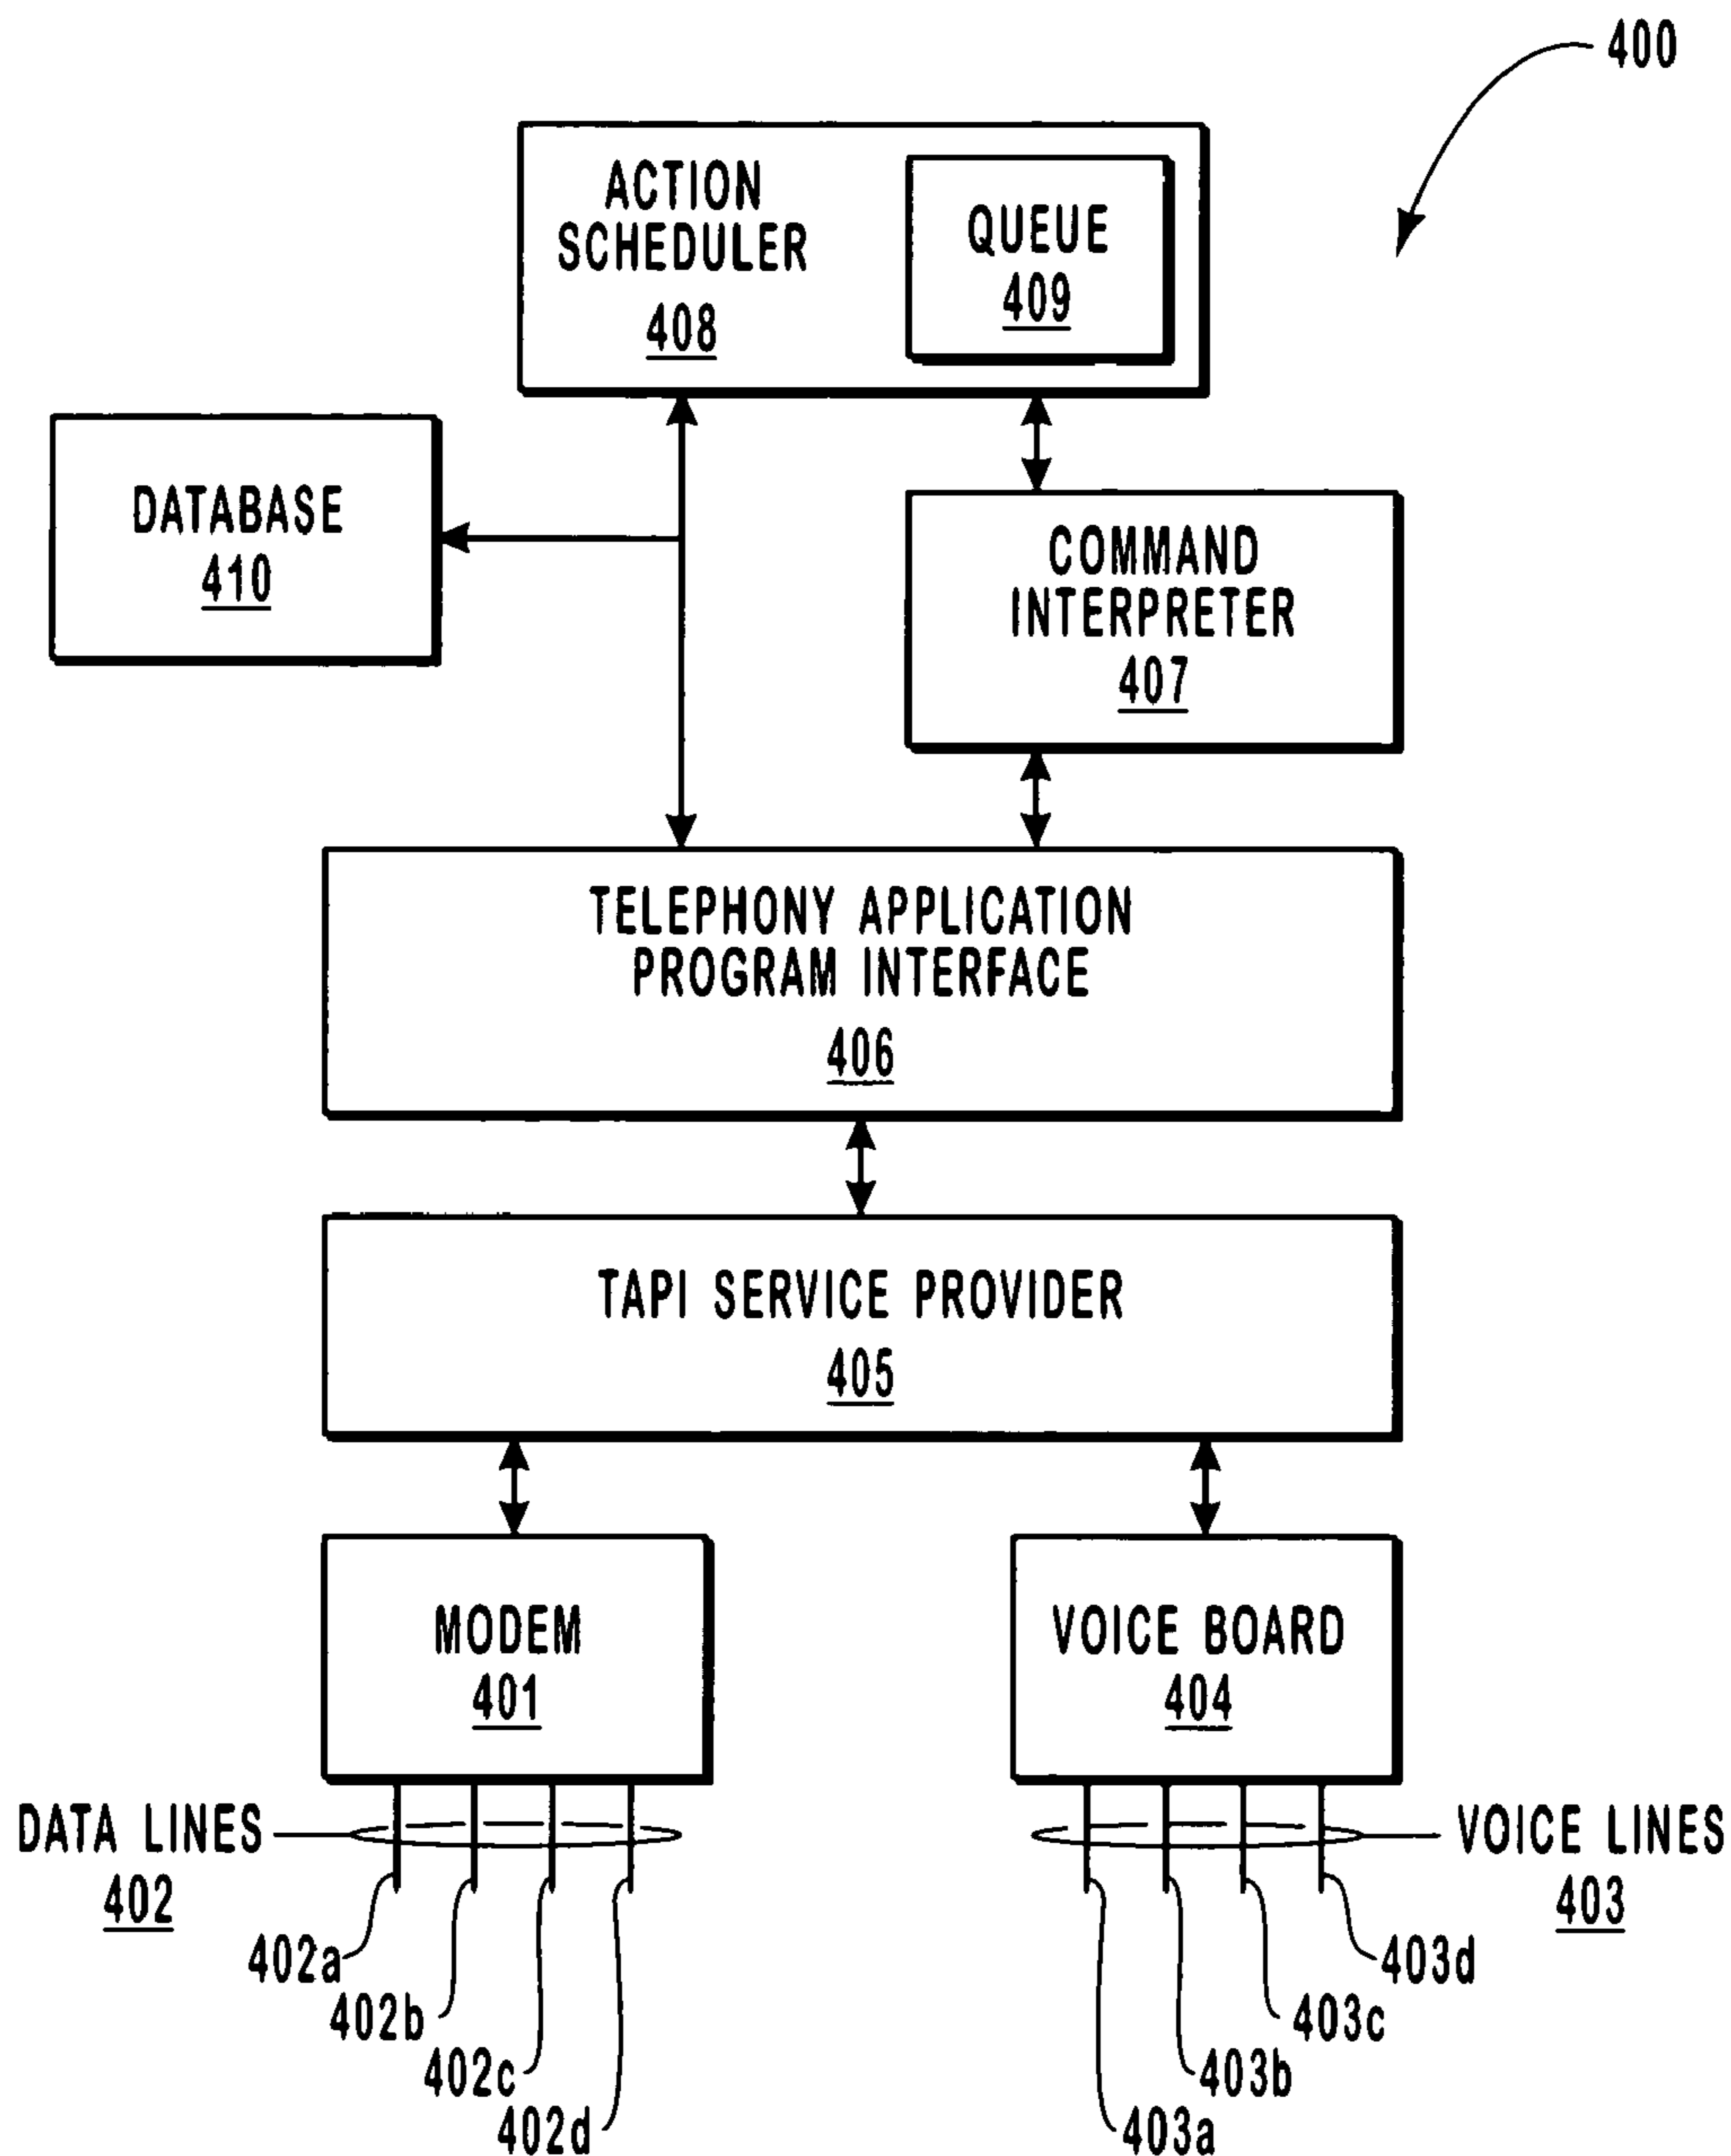 400
ACTION
SCHEDULER
408
QUEUE
409
DATABASE
410
COMMAND
INTERPRETER
407
TELEPHONY APPLICATION
PROGRAM INTERFACE
406
TAPI SERVICE PROVIDER
405
MODEM
401
VOICE BOARD
404
DATA LINES
402
VOICE LINES
403
402a
402b
402c
402d
403d
403c
403b
403a